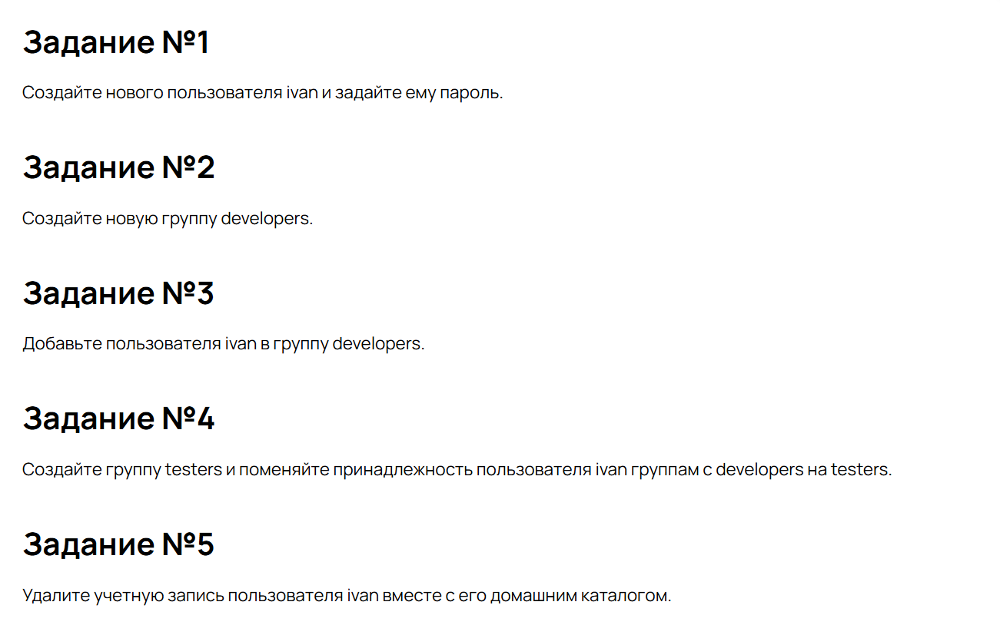 Задание №1
Создайте нового пользователя ivan и задайте ему пароль.
Задание №2
Создайте новую группу developers.
Задание №3
Добавьте пользователя ivan в группу developers.
Задание №4
Создайте группу testers и поменяйте принадлежность пользователя ivan группам с developers на testers.
Задание №5
Удалите учетную запись пользователя ivan вместе с его домашним каталогом.